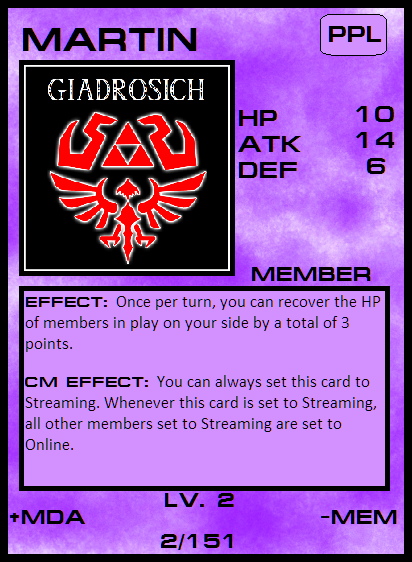 MARTIN
PPL
GIADROSICH
HP 10
ATK 14
DEF 6
MEMBER
EFFECT: Once per turn, you can recover the HP
of members in play on your side by a total of 3
points.
CM EFFECT: You can always set this card to
Streaming. Whenever this card is set to Streaming,
all other members set to Streaming are set to
Online.
LV. 2
+MDA
-MEM
2/151